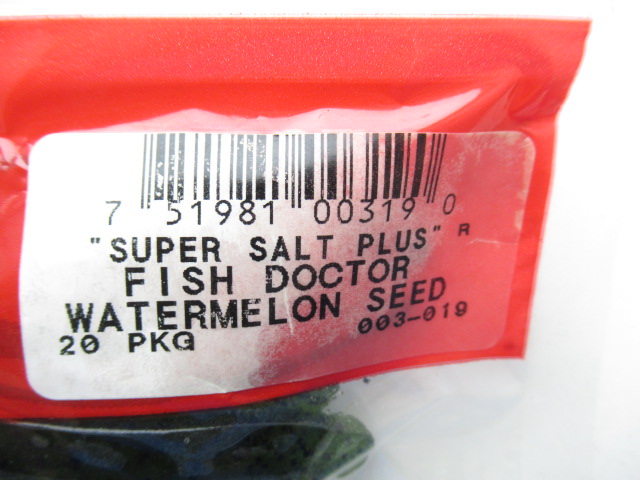 7 51981 00319 0
"SUPER SALT PLUS" R
FISH DOCTOR
WATERMELON SEED
20 PKG 003-019